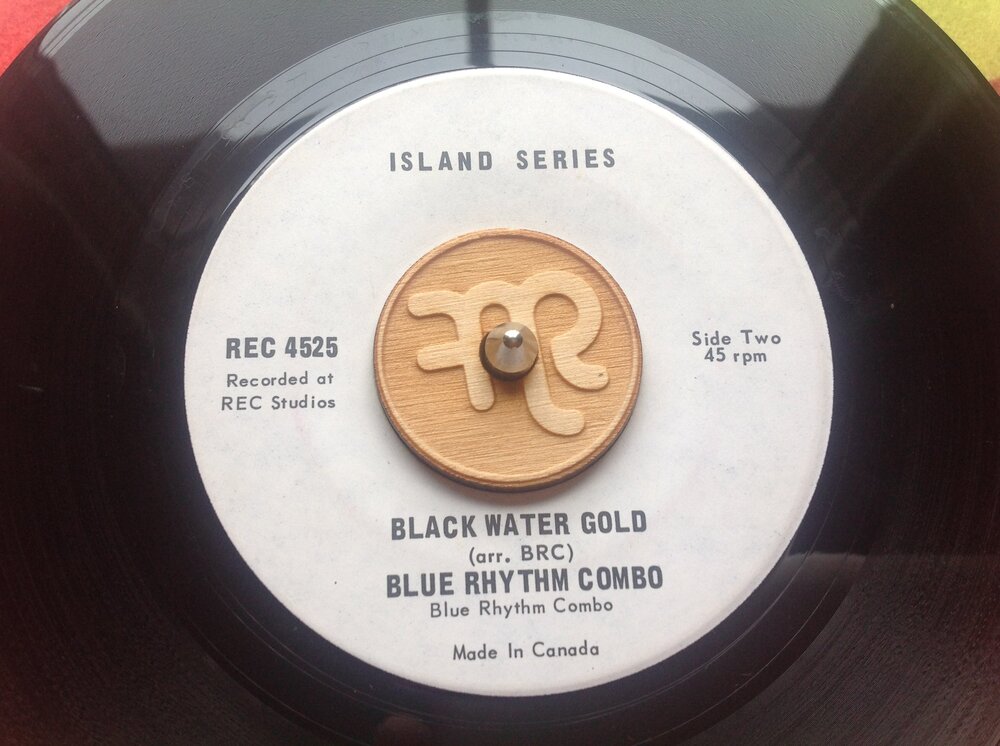 ISLAND SERIES
REC 4525
Recorded at
REC Studios
Side Two
45 rpm
BLACK WATER GOLD
(arr. BRC)
BLUE RHYTHM COMBO
Blue Rhythm Combo
Made In Canada